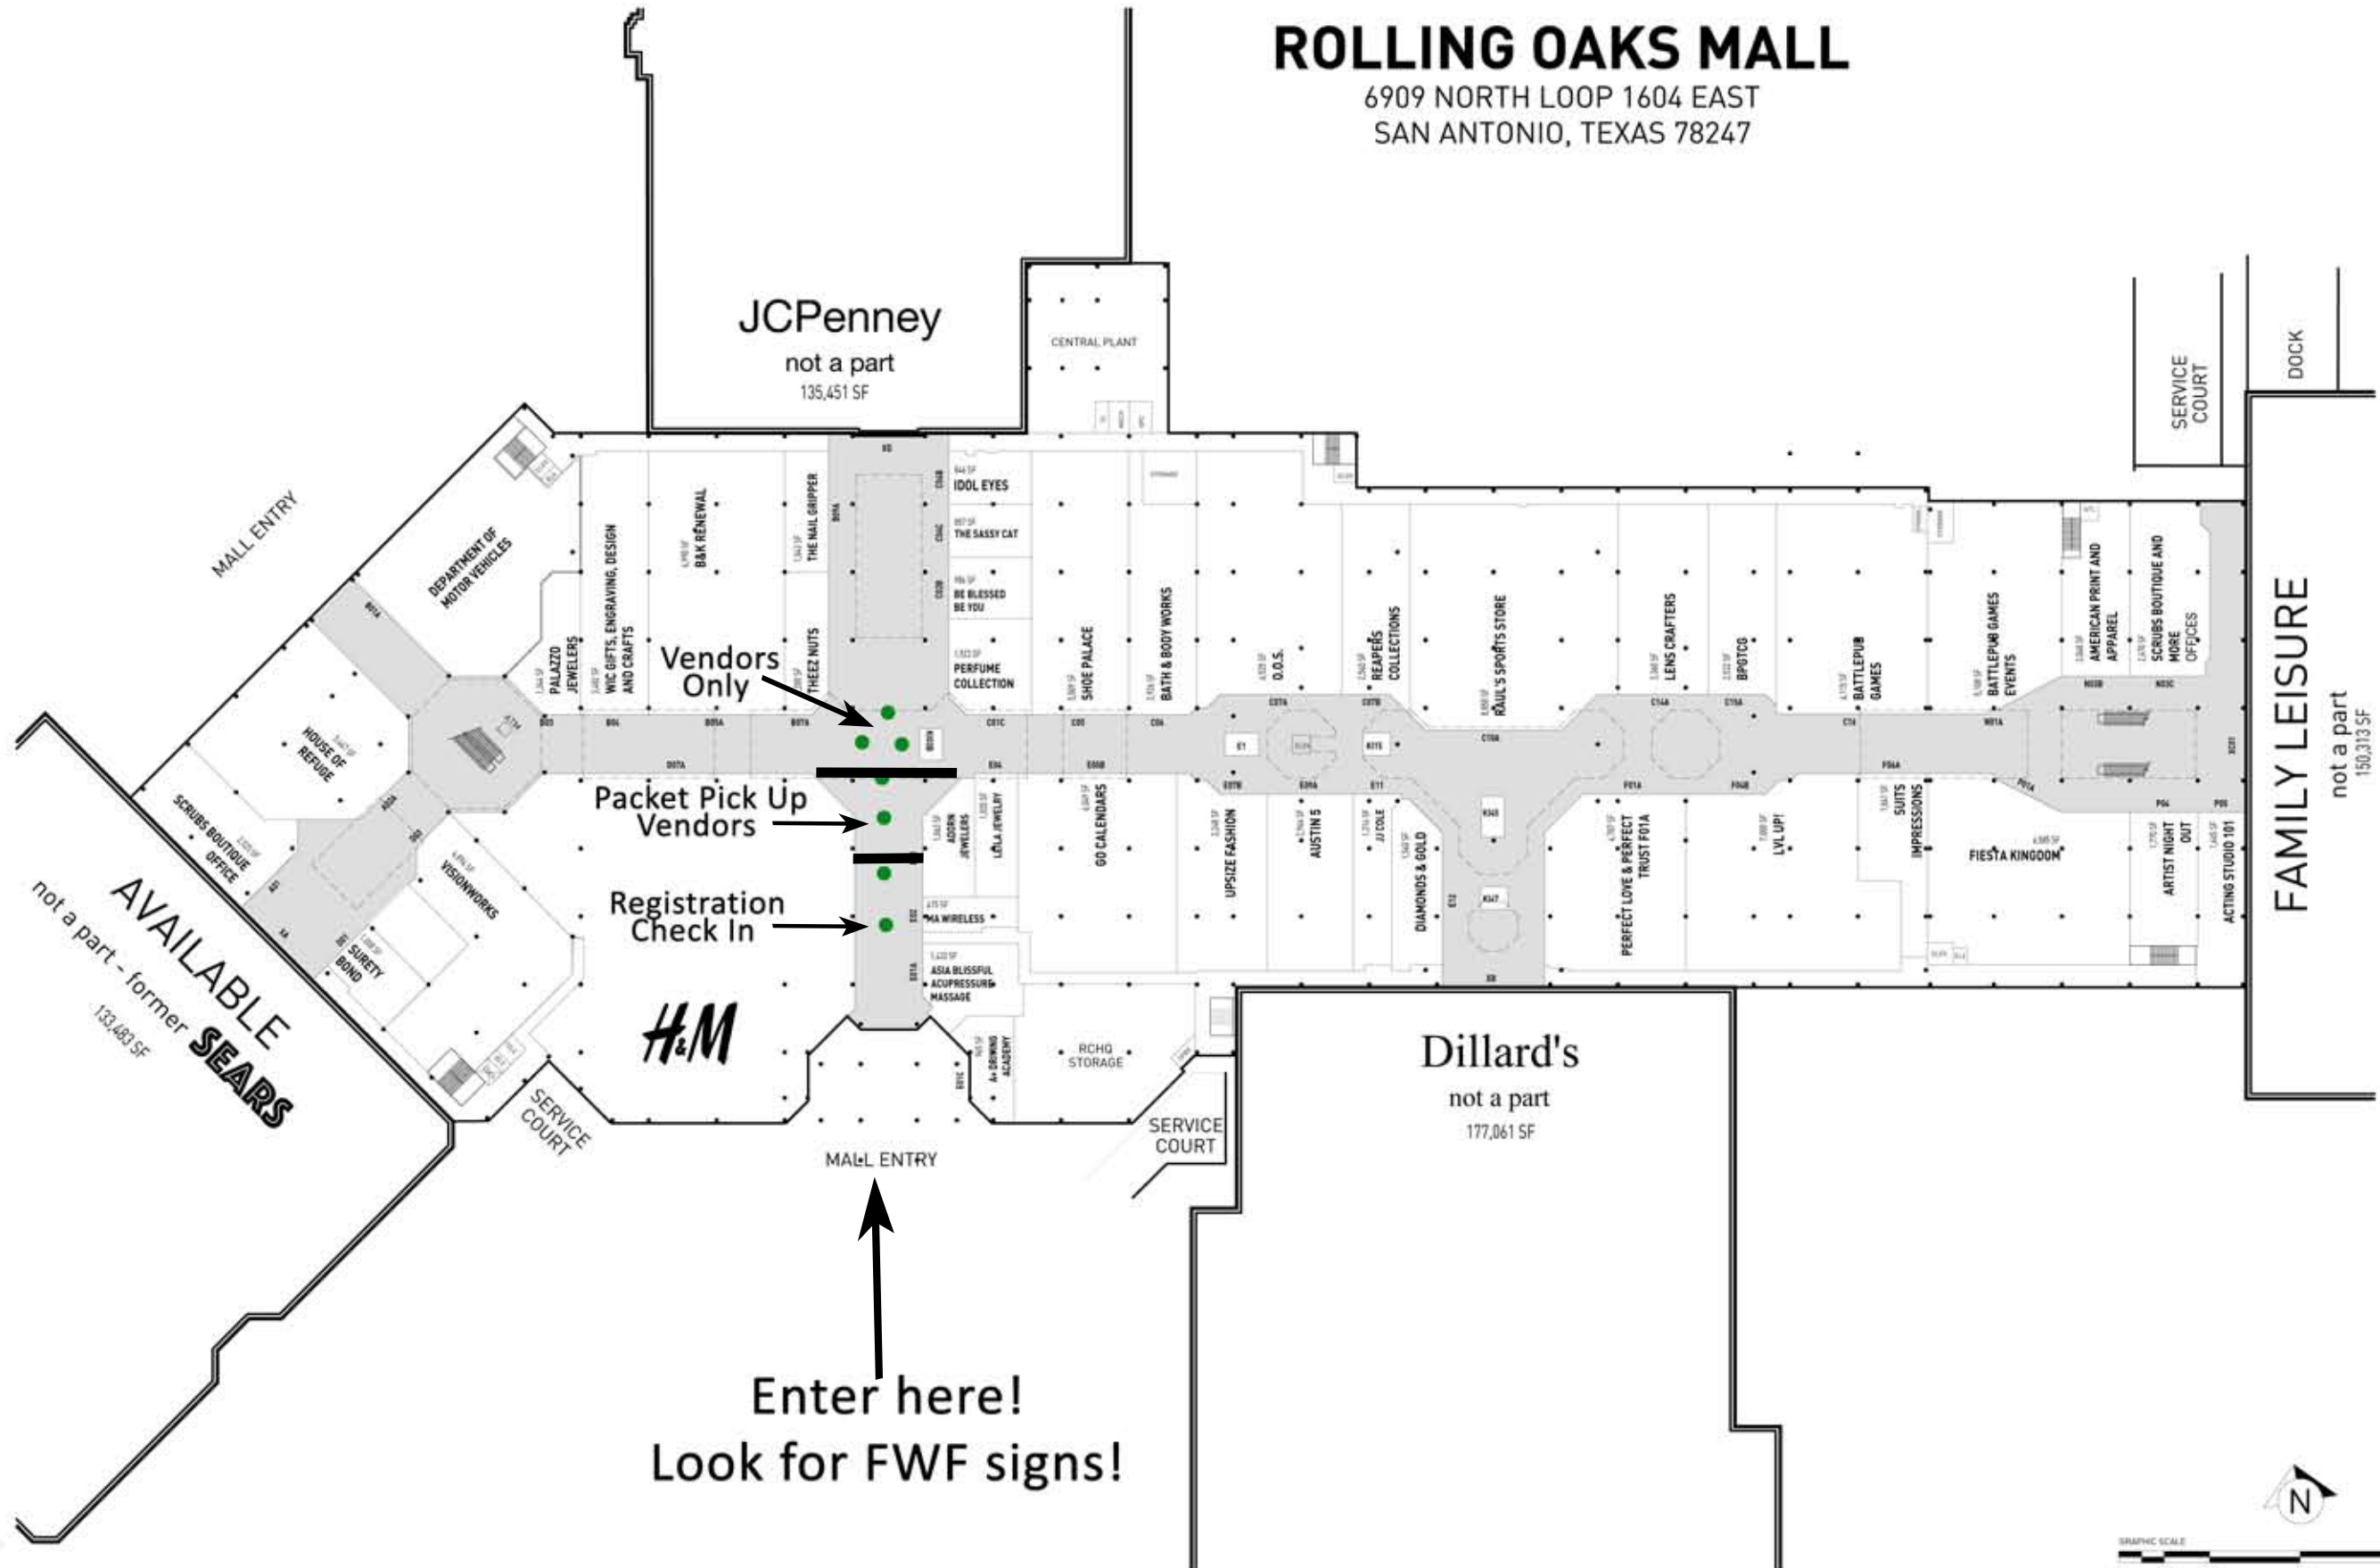 ROLLING OAKS MALL
6909 NORTH LOOP 1604 EAST
SAN ANTONIO, TEXAS 78247
JCPenney
not a part
135,451 SF
CENTRAL PLANT
SERVICE
COURT
DOCK
MALL ENTRY
DEPARTMENT OF
MOTOR VEHICLES
PALAZZO
JEWELERS
WIC GIFTS, ENGRAVING, DESIGN
AND CRAFTS
B&K RENEWAL
THE NAIL GRIPPER
THEEZ NUTS
IDOL EYES
THE SASSY CAT
BE BLESSED
BE YOU
PERFUME
COLLECTION
SHOE PALACE
BATH & BODY WORKS
D.O.S.
REAPERS
COLLECTIONS
RAUL'S SPORTS STORE
LENS CRAFTERS
BPGTCG
BATTLEPUB
GAMES
BATTLEPUB GAMES
EVENTS
AMERICAN PRINT AND
APPAREL
SCRUBS BOUTIQUE AND
MORE
OFFICES
FAMILY LEISURE
not a part
150,313 SF
Vendors
Only
Packet Pick Up
Vendors
Registration
Check In
HOUSE OF
REFUGE
SCRUBS BOUTIQUE
OFFICE
VISIONWORKS
SURETY
BOND
AVAILABLE
not a part - former SEARS
133,483 SF
H&M
ADORN
JEWELERS
LOLA JEWELRY
GO CALENDARS
MA WIRELESS
ASIA BLISSFUL
ACUPRESSURE
MASSAGE
A+ DRIVING
ACADEMY
RCHQ
STORAGE
UPSIZE FASHION
AUSTIN 5
JJ COLE
DIAMONDS & GOLD
PERFECT LOVE & PERFECT
TRUST F01A
LVL UP!
SUITS
IMPRESSIONS
FIESTA KINGDOM
ARTIST NIGHT
OUT
ACTING STUDIO 101
SERVICE
COURT
MALL ENTRY
SERVICE
COURT
Dillard's
not a part
177,061 SF
Enter here!
Look for FWF signs!
N
GRAPHIC SCALE